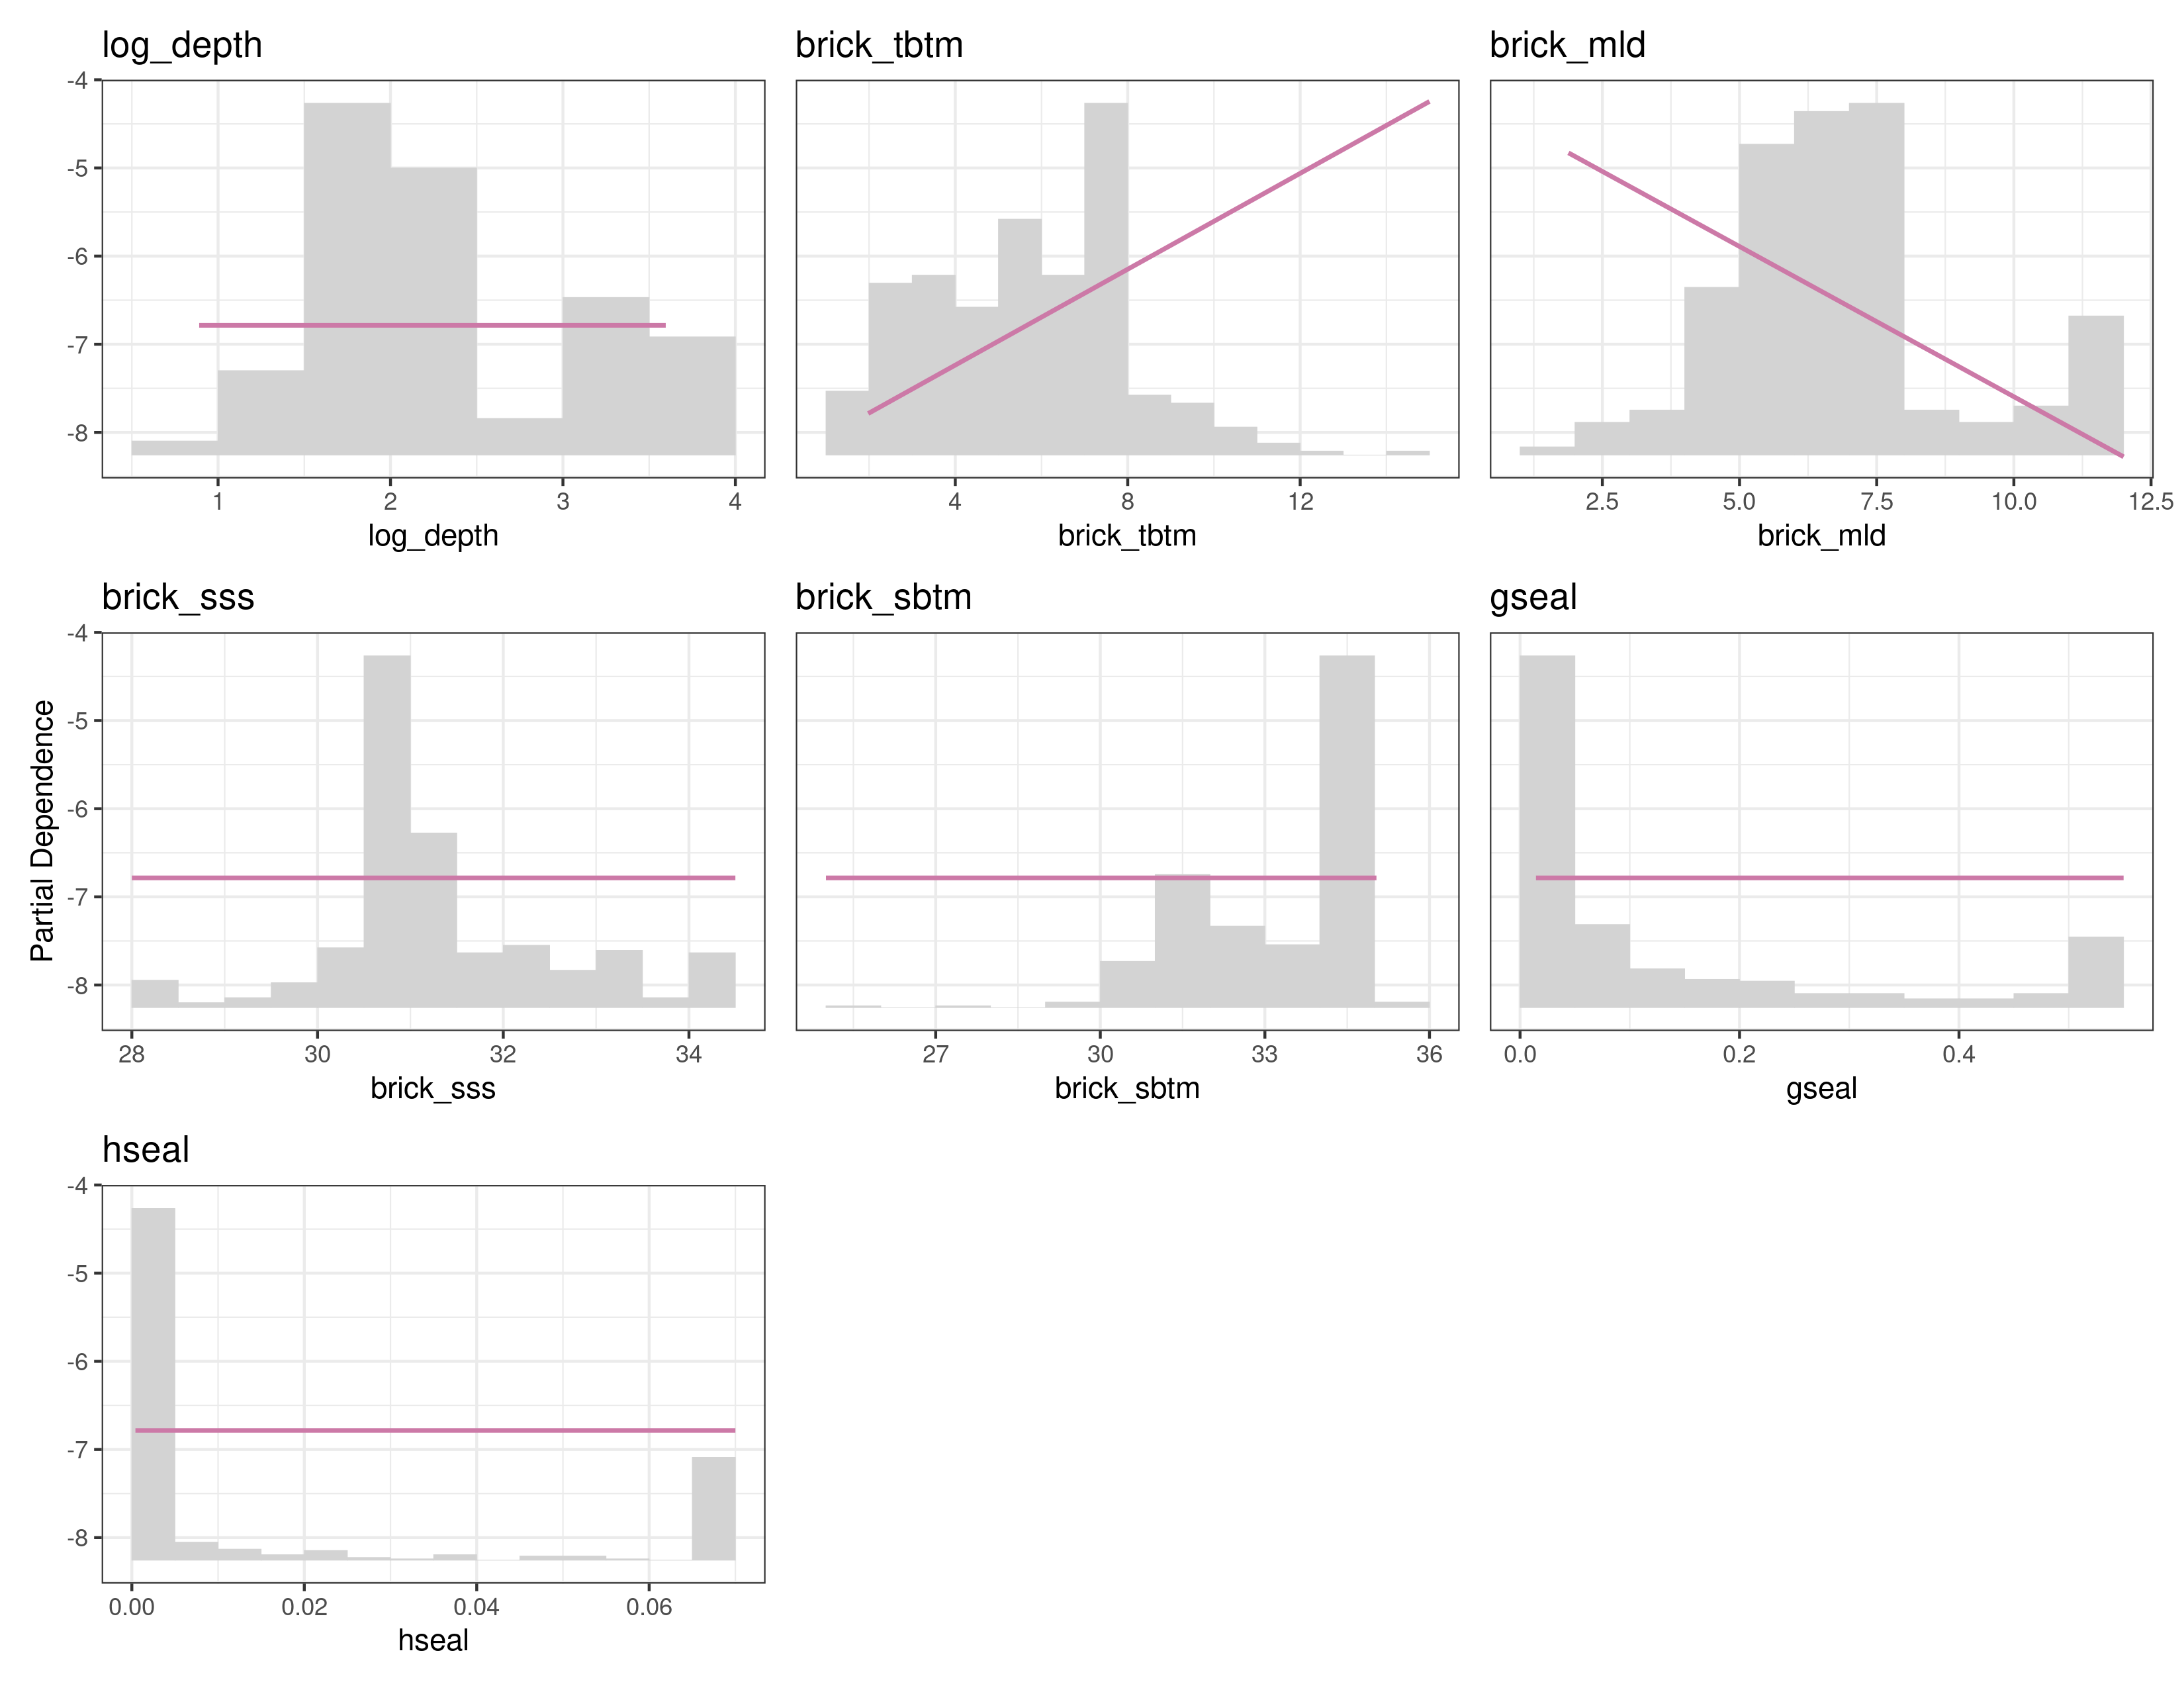 log_depth brick_tbtm brick_mld
-4
-5
-6
-7
-8
1 2 3 4 4 8 12 2.5 5.0 7.5 10.0 12.5
log_depth brick_tbtm brick_mld
brick_sss brick_sbtm gseal
-4
-5
-6
-7
-8
Partial Dependence
28 30 32 34 27 30 33 36 0.0 0.2 0.4
brick_sss brick_sbtm gseal
hseal
-4
-5
-6
-7
-8
0.00 0.02 0.04 0.06
hseal